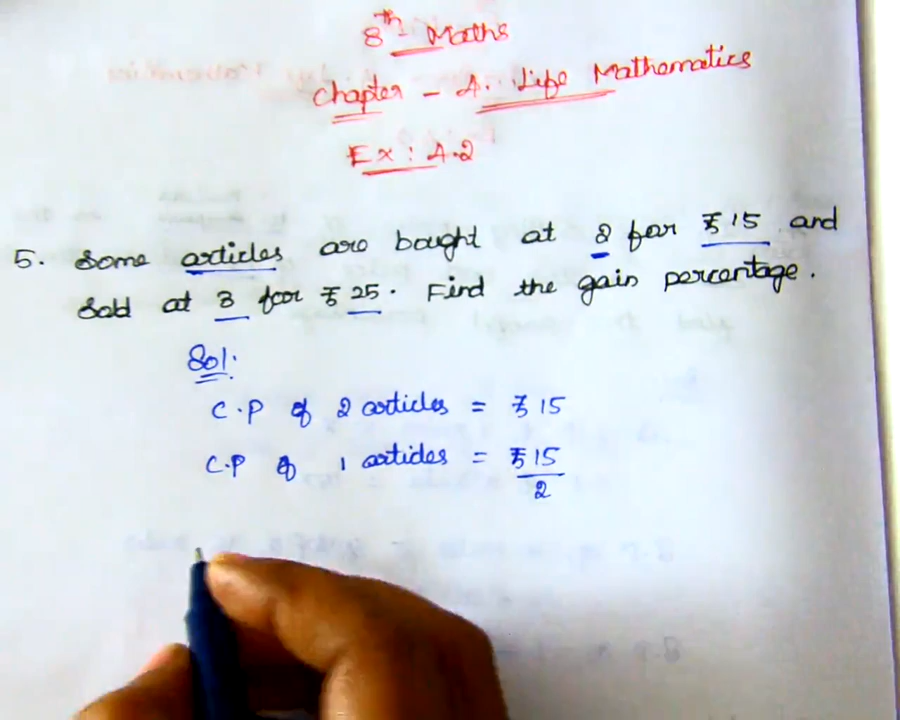 8th Maths
Chapter - 4. Life Mathematics
Ex: 4.2
5. Some articles are bought at 2 for ₹ 15 and
Sold at 3 for ₹ 25. Find the gain percentage.
Sol.
C.P of 2 articles = ₹ 15
C.P of 1 articles = ₹ 15/2